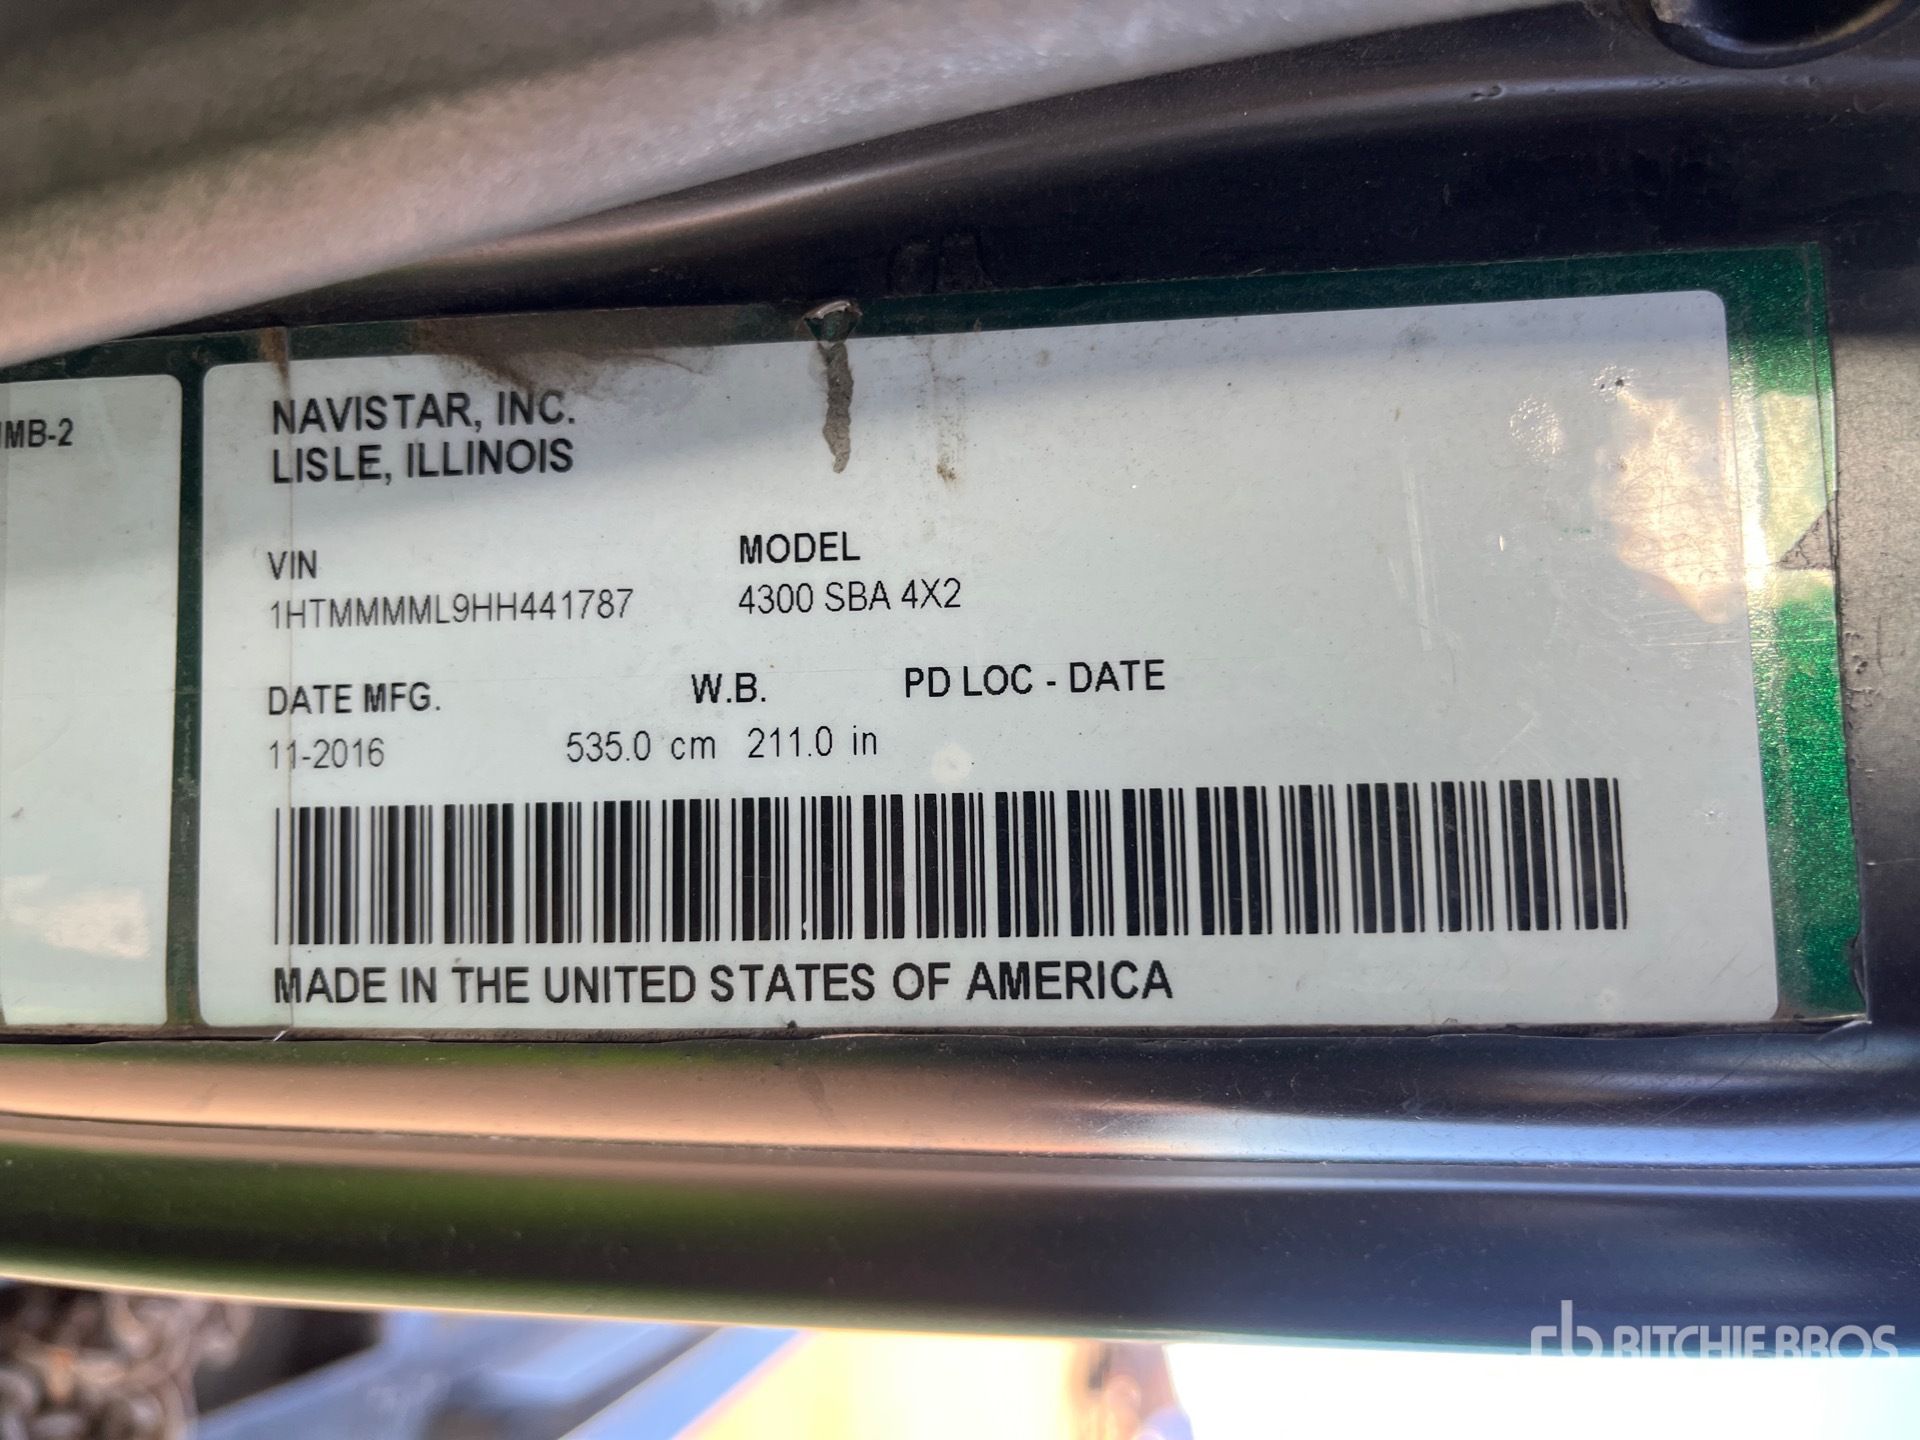 MB-2
NAVISTAR, INC.
LISLE, ILLINOIS
VIN
1HTMMMML9HH441787
MODEL
4300 SBA 4X2
DATE MFG.
11-2016
W.B.
535.0 cm 211.0 in
PD LOC - DATE
MADE IN THE UNITED STATES OF AMERICA
rb RITCHIE BROS